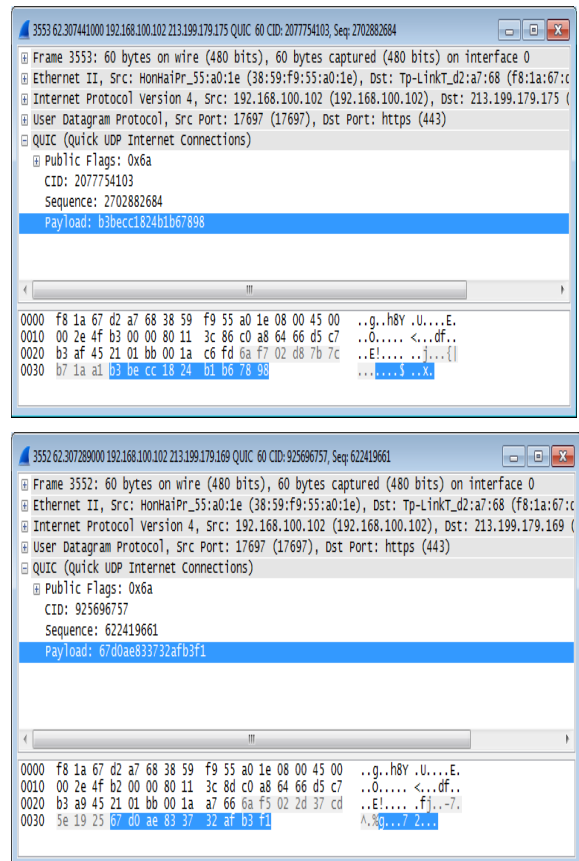 3553 62.307441000 192.168.100.102 213.199.179.175 QUIC 60 CID: 2077754103, Seq: 2702882684
Frame 3553: 60 bytes on wire (480 bits), 60 bytes captured (480 bits) on interface 0
Ethernet II, Src: HonHaiPr_55:a0:1e (38:59:f9:55:a0:1e), Dst: Tp-LinkT_d2:a7:68 (f8:1a:67:c
Internet Protocol Version 4, Src: 192.168.100.102 (192.168.100.102), Dst: 213.199.179.175 (
User Datagram Protocol, Src Port: 17697 (17697), Dst Port: https (443)
QUIC (Quick UDP Internet Connections)
Public Flags: 0x6a
CID: 2077754103
Sequence: 2702882684
Payload: b3becc1824b1b67898
0000 f8 1a 67 d2 a7 68 38 59 f9 55 a0 1e 08 00 45 00 ..g..h8Y .U....E.
0010 00 2e 4f b3 00 00 80 11 3c 86 c0 a8 64 66 d5 c7 ..O..... <...df..
0020 b3 af 45 21 01 bb 00 1a c6 fd 6a f7 02 d8 7b 7c ..E!.... ..j...{|
0030 b7 1a a1 b3 be cc 18 24 b1 b6 78 98 .......$ ..x.
3552 62.307289000 192.168.100.102 213.199.179.169 QUIC 60 CID: 925696757, Seq: 622419661
Frame 3552: 60 bytes on wire (480 bits), 60 bytes captured (480 bits) on interface 0
Ethernet II, Src: HonHaiPr_55:a0:1e (38:59:f9:55:a0:1e), Dst: Tp-LinkT_d2:a7:68 (f8:1a:67:c
Internet Protocol Version 4, Src: 192.168.100.102 (192.168.100.102), Dst: 213.199.179.169 (
User Datagram Protocol, Src Port: 17697 (17697), Dst Port: https (443)
QUIC (Quick UDP Internet Connections)
Public Flags: 0x6a
CID: 925696757
Sequence: 622419661
Payload: 67d0ae833732afb3f1
0000 f8 1a 67 d2 a7 68 38 59 f9 55 a0 1e 08 00 45 00 ..g..h8Y .U....E.
0010 00 2e 4f b2 00 00 80 11 3c 8d c0 a8 64 66 d5 c7 ..O..... <...df..
0020 b3 a9 45 21 01 bb 00 1a a7 66 6a f5 02 2d 37 cd ..E!.... .fj..-7.
0030 5e 19 25 67 d0 ae 83 37 32 af b3 f1 ^.%g...7 2...